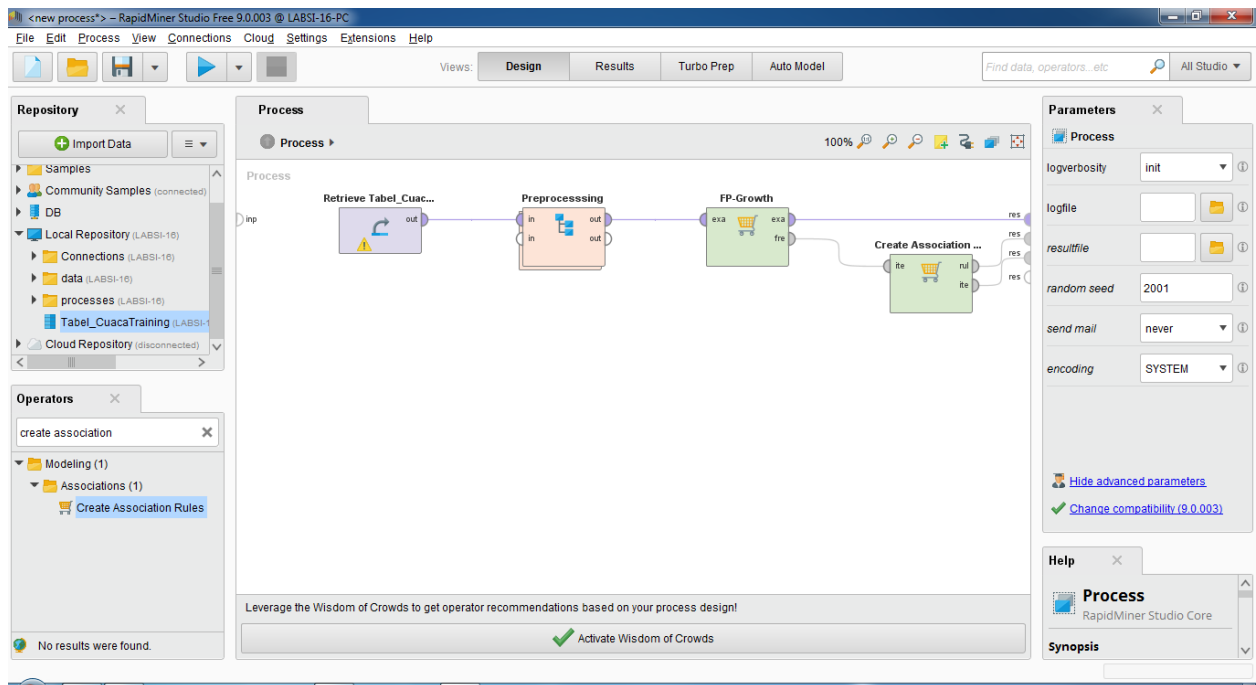 <new process*> – RapidMiner Studio Free 9.0.003 @ LABSI-16-PC
File Edit Process View Connections Cloud Settings Extensions Help
Views: Design Results Turbo Prep Auto Model
Find data, operators...etc
All Studio
Repository
Import Data
Samples
Community Samples (connected)
DB
Local Repository (LABSI-16)
Connections (LABSI-16)
data (LABSI-16)
processes (LABSI-16)
Tabel_CuacaTraining (LABSI-1
Cloud Repository (disconnected)
Operators
create association
Modeling (1)
Associations (1)
Create Association Rules
No results were found.
Process
Process
100%
Process
inp
Retrieve Tabel_Cuac...
out
Preprocesssing
in out
in out
FP-Growth
exa exa
fre
Create Association ...
ite rul
ite
res
res
res
res
Leverage the Wisdom of Crowds to get operator recommendations based on your process design!
Activate Wisdom of Crowds
Parameters
Process
logverbosity init
logfile
resultfile
random seed 2001
send mail never
encoding SYSTEM
Hide advanced parameters
Change compatibility (9.0.003)
Help
Process
RapidMiner Studio Core
Synopsis